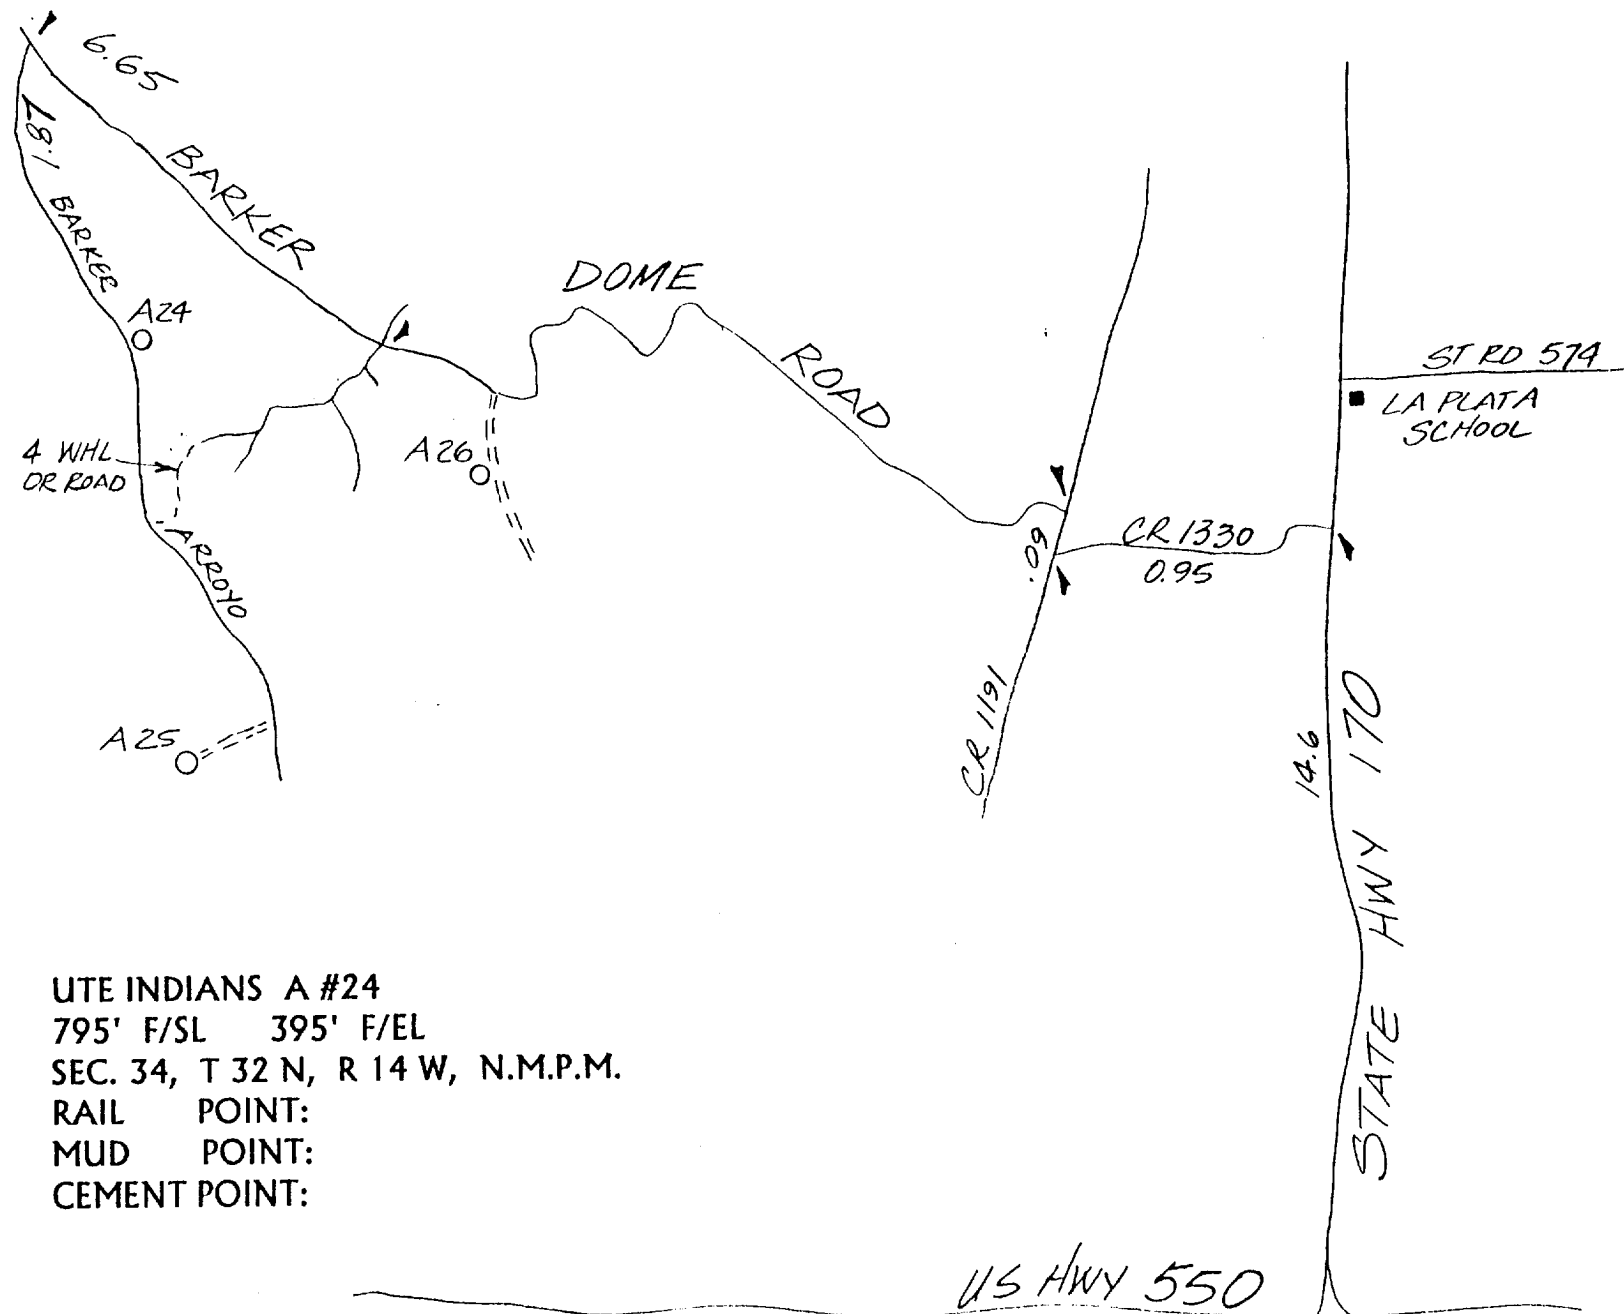 6.65
1.87
BARKER
BARKER
DOME
ROAD
A24
4 WHL
OR ROAD
A26
ARROYO
A25
ST RD 574
LA PLATA
SCHOOL
CR 1330
0.95
.09
CR 1191
14.6
STATE HWY 170
UTE INDIANS A #24
795' F/SL 395' F/EL
SEC. 34, T 32 N, R 14 W, N.M.P.M.
RAIL POINT:
MUD POINT:
CEMENT POINT:
US HWY 550